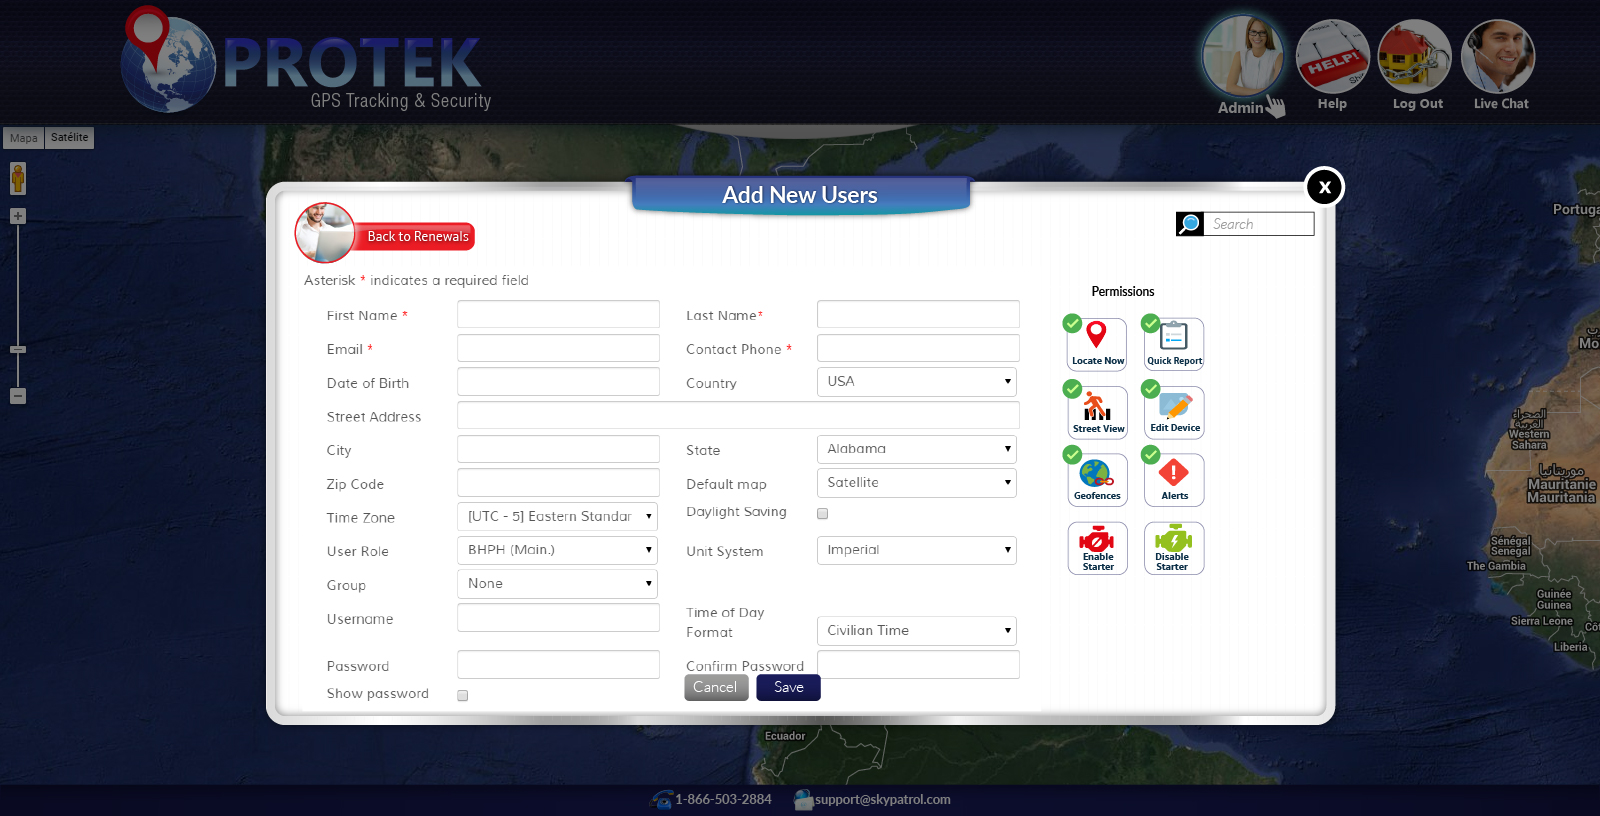 PROTEK
GPS Tracking & Security
Admin
HELP!
Help
Log Out
Live Chat
Mapa
Satélite
Add New Users
X
Back to Renewals
Search
Asterisk * indicates a required field
Permissions
First Name *
Last Name*
Email *
Contact Phone *
Date of Birth
Country
USA
Street Address
City
State
Alabama
Zip Code
Default map
Satellite
Time Zone
[UTC - 5] Eastern Standar
Daylight Saving
User Role
BHPH (Main.)
Unit System
Imperial
Group
None
Username
Time of Day
Format
Civilian Time
Password
Confirm Password
Show password
Cancel
Save
Locate Now
Quick Report
Street View
Edit Device
Geofences
Alerts
Enable
Starter
Disable
Starter
Portuga
Mo
الصحراء
الغربية
Western
Sahara
موريتانيا
Mauritanie
Mauritania
Sénégal
Senegal
The Gambia
Guinée
Guinea
Sierra Leone
Cô
Liberia
Ecuador
1-866-503-2884
support@skypatrol.com